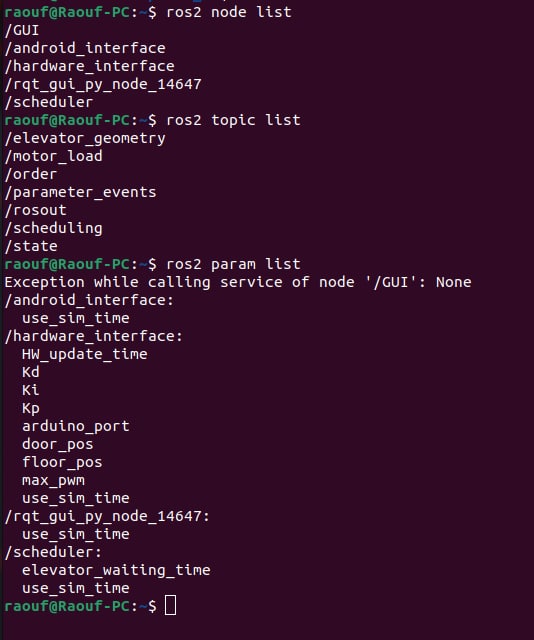 raouf@Raouf-PC:~$ ros2 node list
/GUI
/android_interface
/hardware_interface
/rqt_gui_py_node_14647
/scheduler
raouf@Raouf-PC:~$ ros2 topic list
/elevator_geometry
/motor_load
/order
/parameter_events
/rosout
/scheduling
/state
raouf@Raouf-PC:~$ ros2 param list
Exception while calling service of node '/GUI': None
/android_interface:
  use_sim_time
/hardware_interface:
  HW_update_time
  Kd
  Ki
  Kp
  arduino_port
  door_pos
  floor_pos
  max_pwm
  use_sim_time
/rqt_gui_py_node_14647:
  use_sim_time
/scheduler:
  elevator_waiting_time
  use_sim_time
raouf@Raouf-PC:~$